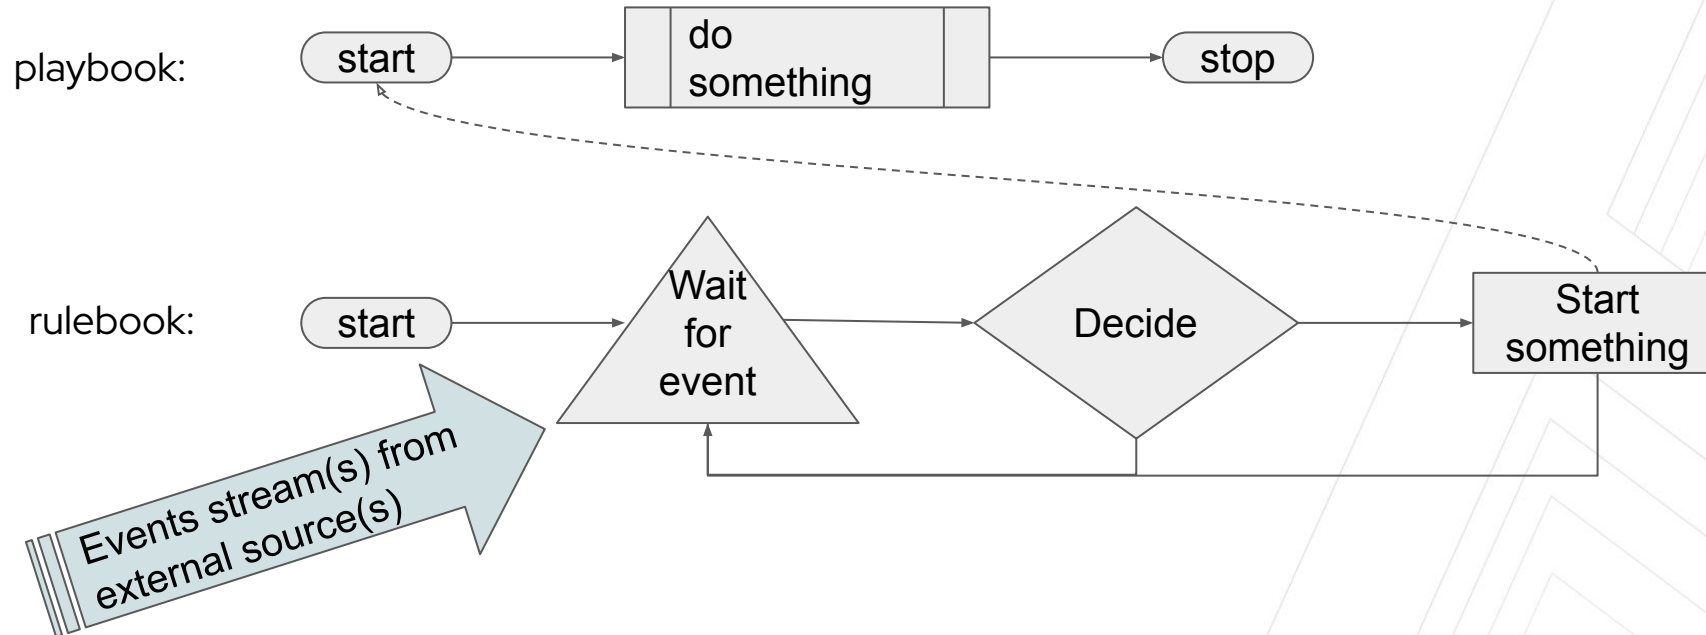 playbook:
start
do
something
stop
rulebook:
start
Wait
for
event
Decide
Start
something
Events stream(s) from
external source(s)